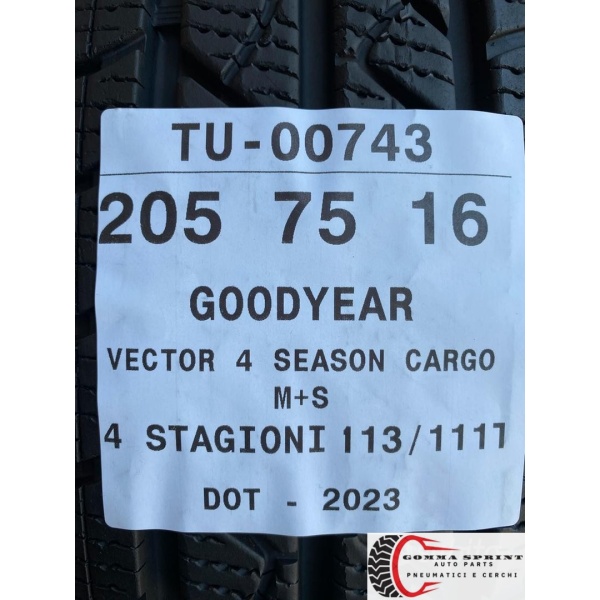 TU-00743
205 75 16
GOODYEAR
VECTOR 4 SEASON CARGO
M+S
4 STAGIONI 113/111T
DOT - 2023
GOMMA SPRINT
AUTO PARTS
PNEUMATICI E CERCHI